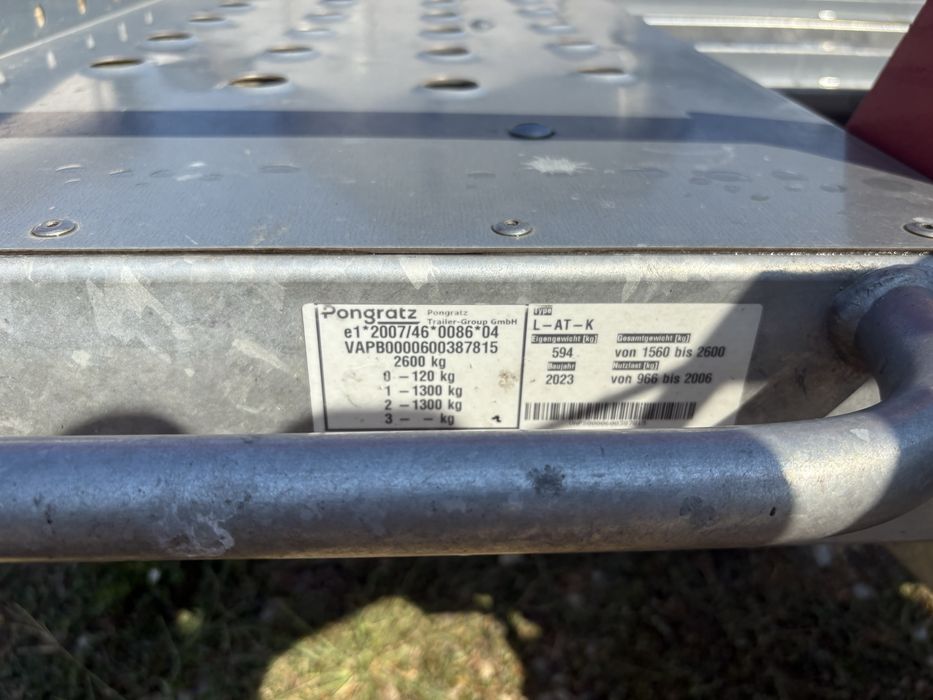 Pongratz Pongratz
Trailer-Group GmbH
e1*2007/46*0086*04
VAPB0000600387815
2600 kg
0 – 120 kg
1 – 1300 kg
2 – 1300 kg
3 – – kg
Type
L-AT-K
Eigengewicht [kg] Gesamtgewicht [kg]
594 von 1560 bis 2600
Baujahr Nutzlast [kg]
2023 von 966 bis 2006